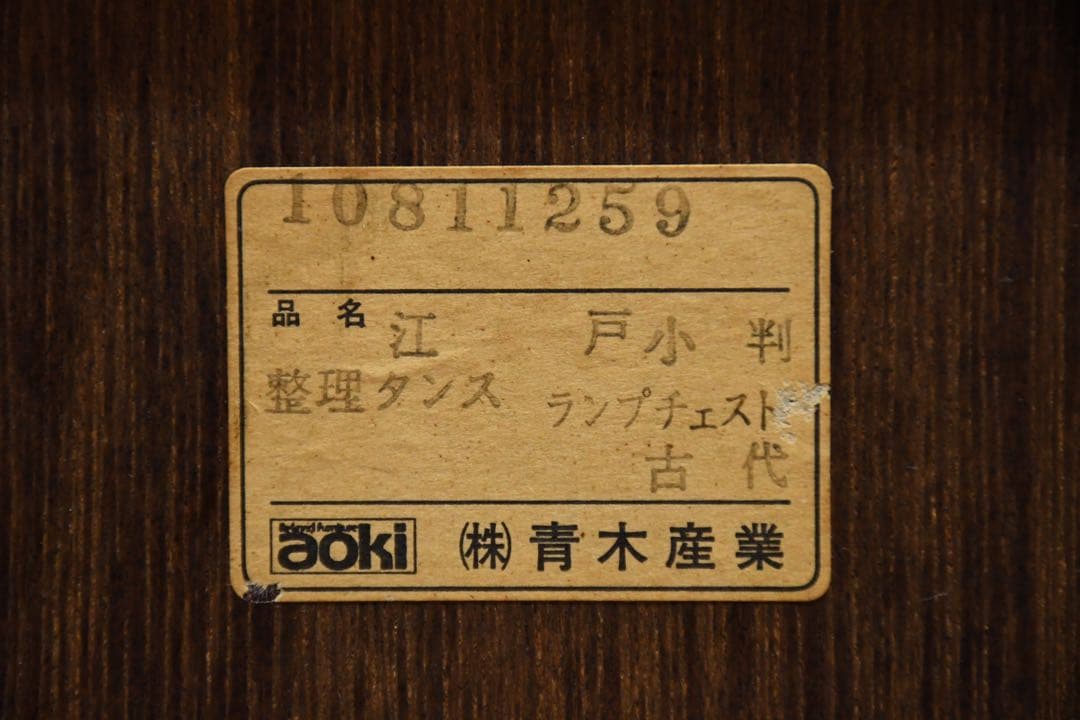 10811259
品名 江 戸小判
整理タンス ランプチェスト
古代
aoki (株)青木産業